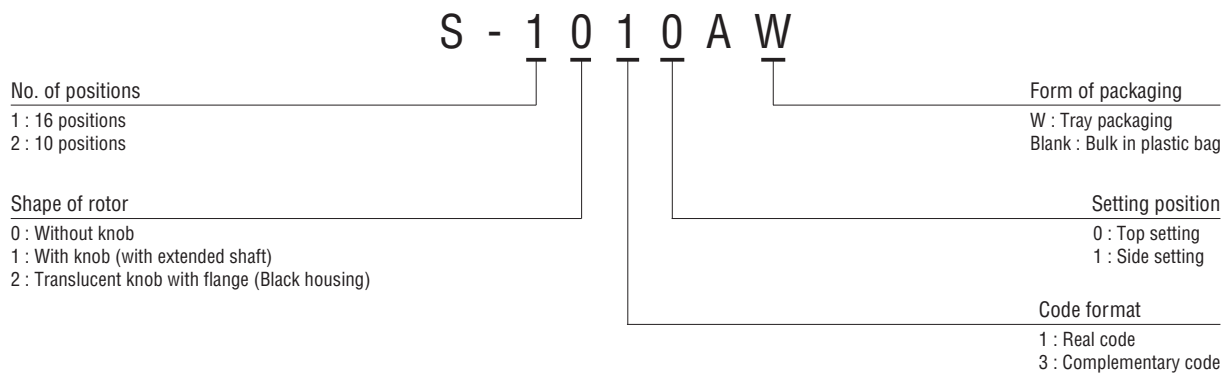 S - 1 0 1 0 A W
No. of positions
1 : 16 positions
2 : 10 positions
Shape of rotor
0 : Without knob
1 : With knob (with extended shaft)
2 : Translucent knob with flange (Black housing)
Form of packaging
W : Tray packaging
Blank : Bulk in plastic bag
Setting position
0 : Top setting
1 : Side setting
Code format
1 : Real code
3 : Complementary code